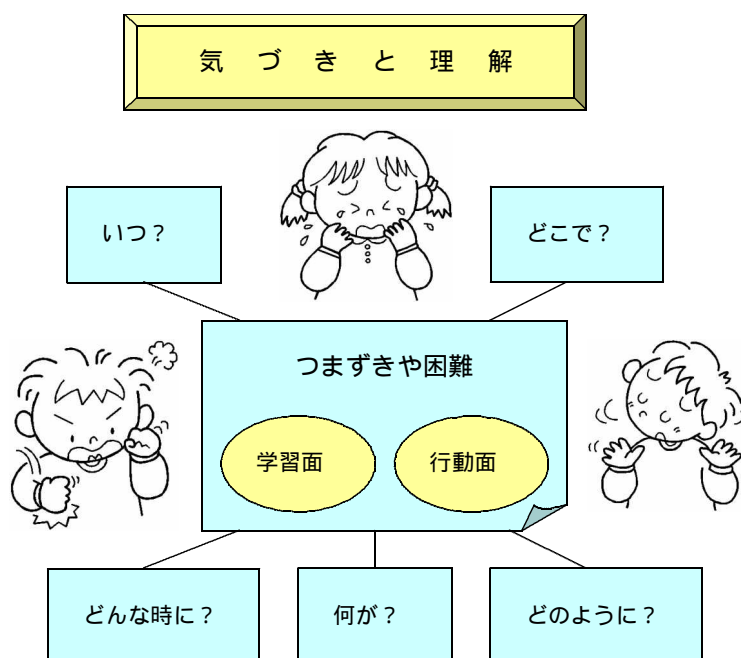 気づきと理解
いつ？
どこで？
つまずきや困難
学習面
行動面
どんな時に？
何が？
どのように？